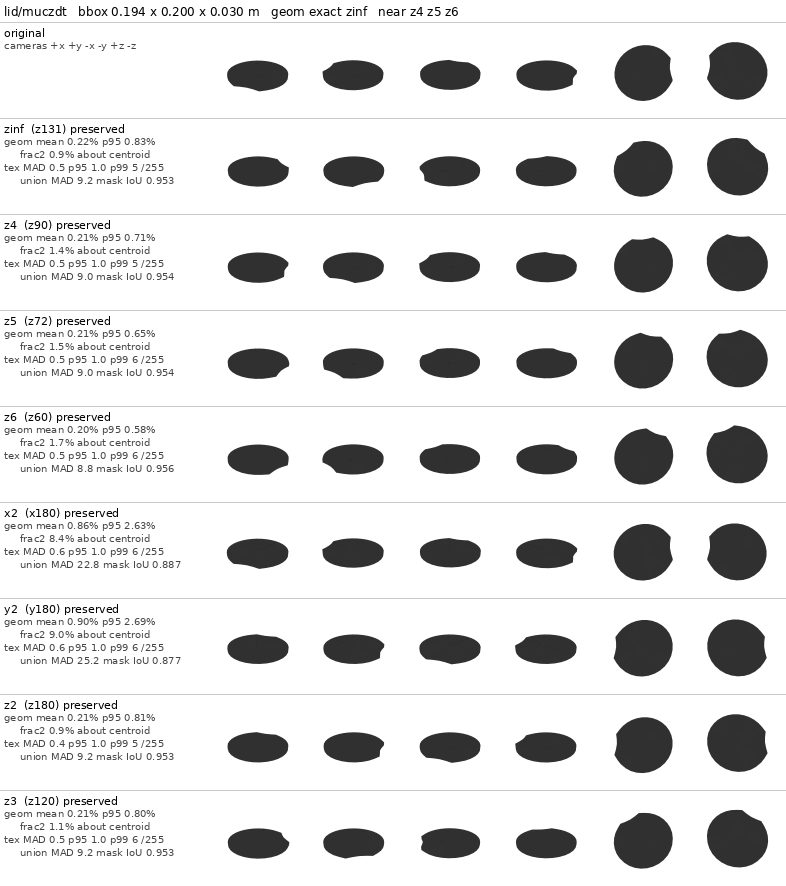 lid/muczdt bbox 0.194 x 0.200 x 0.030 m geom exact zinf near z4 z5 z6
original
cameras +x +y -x -y +z -z
zinf (z131) preserved
geom mean 0.22% p95 0.83%
frac2 0.9% about centroid
tex MAD 0.5 p95 1.0 p99 5 /255
union MAD 9.2 mask IoU 0.953
z4 (z90) preserved
geom mean 0.21% p95 0.71%
frac2 1.4% about centroid
tex MAD 0.5 p95 1.0 p99 5 /255
union MAD 9.0 mask IoU 0.954
z5 (z72) preserved
geom mean 0.21% p95 0.65%
frac2 1.5% about centroid
tex MAD 0.5 p95 1.0 p99 6 /255
union MAD 9.0 mask IoU 0.954
z6 (z60) preserved
geom mean 0.20% p95 0.58%
frac2 1.7% about centroid
tex MAD 0.5 p95 1.0 p99 6 /255
union MAD 8.8 mask IoU 0.956
x2 (x180) preserved
geom mean 0.86% p95 2.63%
frac2 8.4% about centroid
tex MAD 0.6 p95 1.0 p99 6 /255
union MAD 22.8 mask IoU 0.887
y2 (y180) preserved
geom mean 0.90% p95 2.69%
frac2 9.0% about centroid
tex MAD 0.6 p95 1.0 p99 6 /255
union MAD 25.2 mask IoU 0.877
z2 (z180) preserved
geom mean 0.21% p95 0.81%
frac2 0.9% about centroid
tex MAD 0.4 p95 1.0 p99 5 /255
union MAD 9.2 mask IoU 0.953
z3 (z120) preserved
geom mean 0.21% p95 0.80%
frac2 1.1% about centroid
tex MAD 0.5 p95 1.0 p99 6 /255
union MAD 9.2 mask IoU 0.953